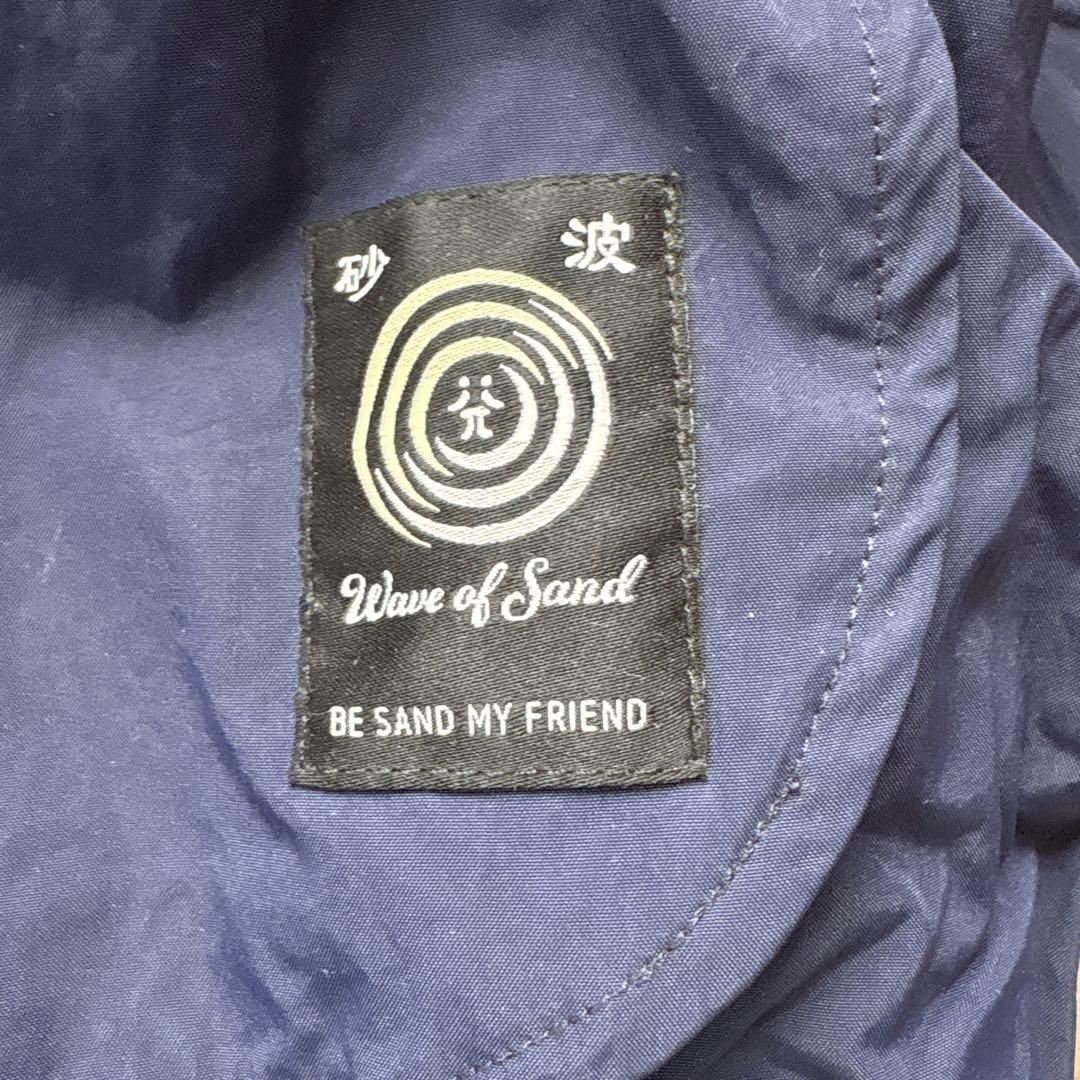 砂 波
Wave of Sand
BE SAND MY FRIEND